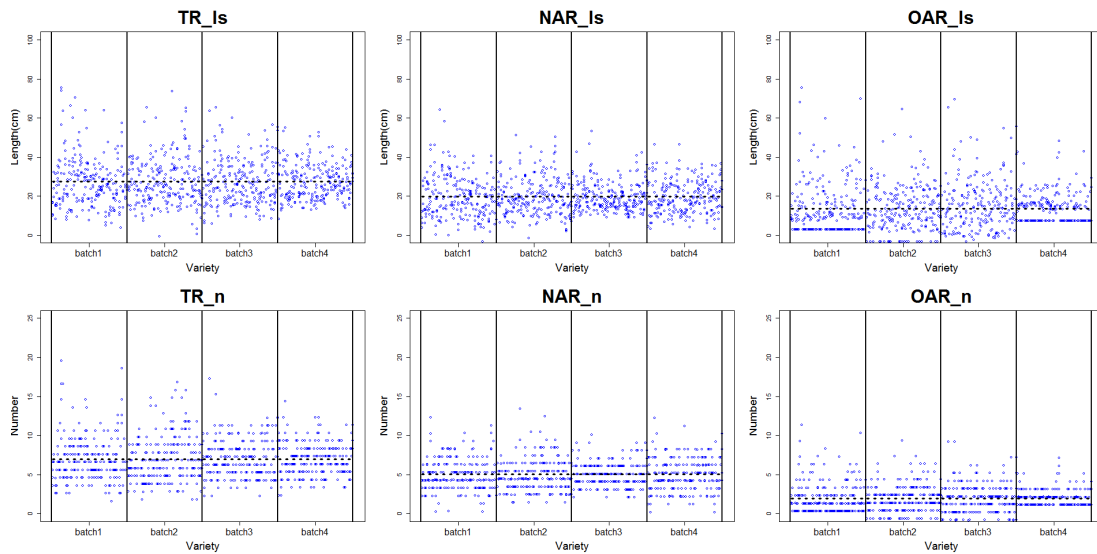 TR_ls
NAR_ls
OAR_ls
Length(cm)
100
80
60
40
20
0
batch1 batch2 batch3 batch4
Variety
Length(cm)
100
80
60
40
20
0
batch1 batch2 batch3 batch4
Variety
Length(cm)
100
80
60
40
20
0
batch1 batch2 batch3 batch4
Variety
TR_n
NAR_n
OAR_n
Number
25
20
15
10
5
0
batch1 batch2 batch3 batch4
Variety
Number
25
20
15
10
5
0
batch1 batch2 batch3 batch4
Variety
Number
25
20
15
10
5
0
batch1 batch2 batch3 batch4
Variety